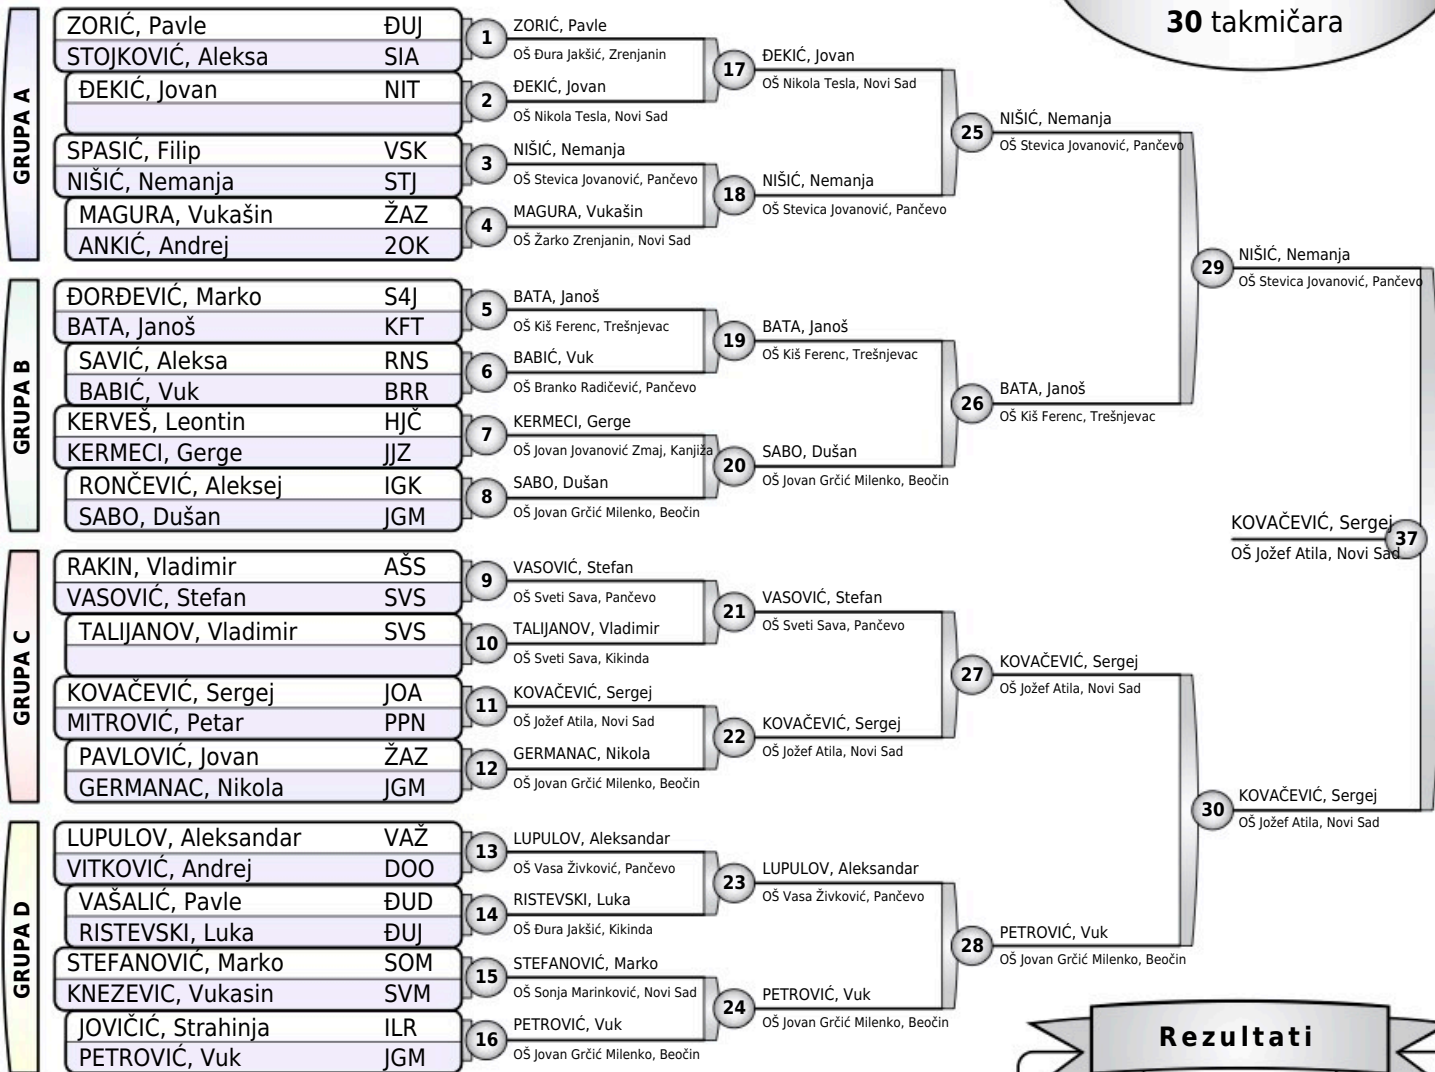 30 takmičara
GRUPA A
ZORIĆ, Pavle ĐUJ
STOJKOVIĆ, Aleksa SIA
ĐEKIĆ, Jovan NIT
SPASIĆ, Filip VSK
NIŠIĆ, Nemanja STJ
MAGURA, Vukašin ŽAZ
ANKIĆ, Andrej 2OK
GRUPA B
ĐORĐEVIĆ, Marko S4J
BATA, Janoš KFT
SAVIĆ, Aleksa RNS
BABIĆ, Vuk BRR
KERVEŠ, Leontin HJČ
KERMECI, Gerge JJZ
RONČEVIĆ, Aleksej IGK
SABO, Dušan JGM
GRUPA C
RAKIN, Vladimir AŠS
VASOVIĆ, Stefan SVS
TALIJANOV, Vladimir SVS
KOVAČEVIĆ, Sergej JOA
MITROVIĆ, Petar PPN
PAVLOVIĆ, Jovan ŽAZ
GERMANAC, Nikola JGM
GRUPA D
LUPULOV, Aleksandar VAŽ
VITKOVIĆ, Andrej DOO
VAŠALIĆ, Pavle ĐUD
RISTEVSKI, Luka ĐUJ
STEFANOVIĆ, Marko SOM
KNEZEVIC, Vukasin SVM
JOVIČIĆ, Strahinja ILR
PETROVIĆ, Vuk JGM
1 ZORIĆ, Pavle
OŠ Đura Jakšić, Zrenjanin
2 ĐEKIĆ, Jovan
OŠ Nikola Tesla, Novi Sad
3 NIŠIĆ, Nemanja
OŠ Stevica Jovanović, Pančevo
4 MAGURA, Vukašin
OŠ Žarko Zrenjanin, Novi Sad
5 BATA, Janoš
OŠ Kiš Ferenc, Trešnjevac
6 BABIĆ, Vuk
OŠ Branko Radičević, Pančevo
7 KERMECI, Gerge
OŠ Jovan Jovanović Zmaj, Kanjiža
8 SABO, Dušan
OŠ Jovan Grčić Milenko, Beočin
9 VASOVIĆ, Stefan
OŠ Sveti Sava, Pančevo
10 TALIJANOV, Vladimir
OŠ Sveti Sava, Kikinda
11 KOVAČEVIĆ, Sergej
OŠ Jožef Atila, Novi Sad
12 GERMANAC, Nikola
OŠ Jovan Grčić Milenko, Beočin
13 LUPULOV, Aleksandar
OŠ Vasa Živković, Pančevo
14 RISTEVSKI, Luka
OŠ Đura Jakšić, Kikinda
15 STEFANOVIĆ, Marko
OŠ Sonja Marinković, Novi Sad
16 PETROVIĆ, Vuk
OŠ Jovan Grčić Milenko, Beočin
17 ĐEKIĆ, Jovan
OŠ Nikola Tesla, Novi Sad
18 NIŠIĆ, Nemanja
OŠ Stevica Jovanović, Pančevo
19 BATA, Janoš
OŠ Kiš Ferenc, Trešnjevac
20 SABO, Dušan
OŠ Jovan Grčić Milenko, Beočin
21 VASOVIĆ, Stefan
OŠ Sveti Sava, Pančevo
22 KOVAČEVIĆ, Sergej
OŠ Jožef Atila, Novi Sad
23 LUPULOV, Aleksandar
OŠ Vasa Živković, Pančevo
24 PETROVIĆ, Vuk
OŠ Jovan Grčić Milenko, Beočin
25 NIŠIĆ, Nemanja
OŠ Stevica Jovanović, Pančevo
26 BATA, Janoš
OŠ Kiš Ferenc, Trešnjevac
27 KOVAČEVIĆ, Sergej
OŠ Jožef Atila, Novi Sad
28 PETROVIĆ, Vuk
OŠ Jovan Grčić Milenko, Beočin
29 NIŠIĆ, Nemanja
OŠ Stevica Jovanović, Pančevo
30 KOVAČEVIĆ, Sergej
OŠ Jožef Atila, Novi Sad
KOVAČEVIĆ, Sergej 37
OŠ Jožef Atila, Novi Sad
Rezultati